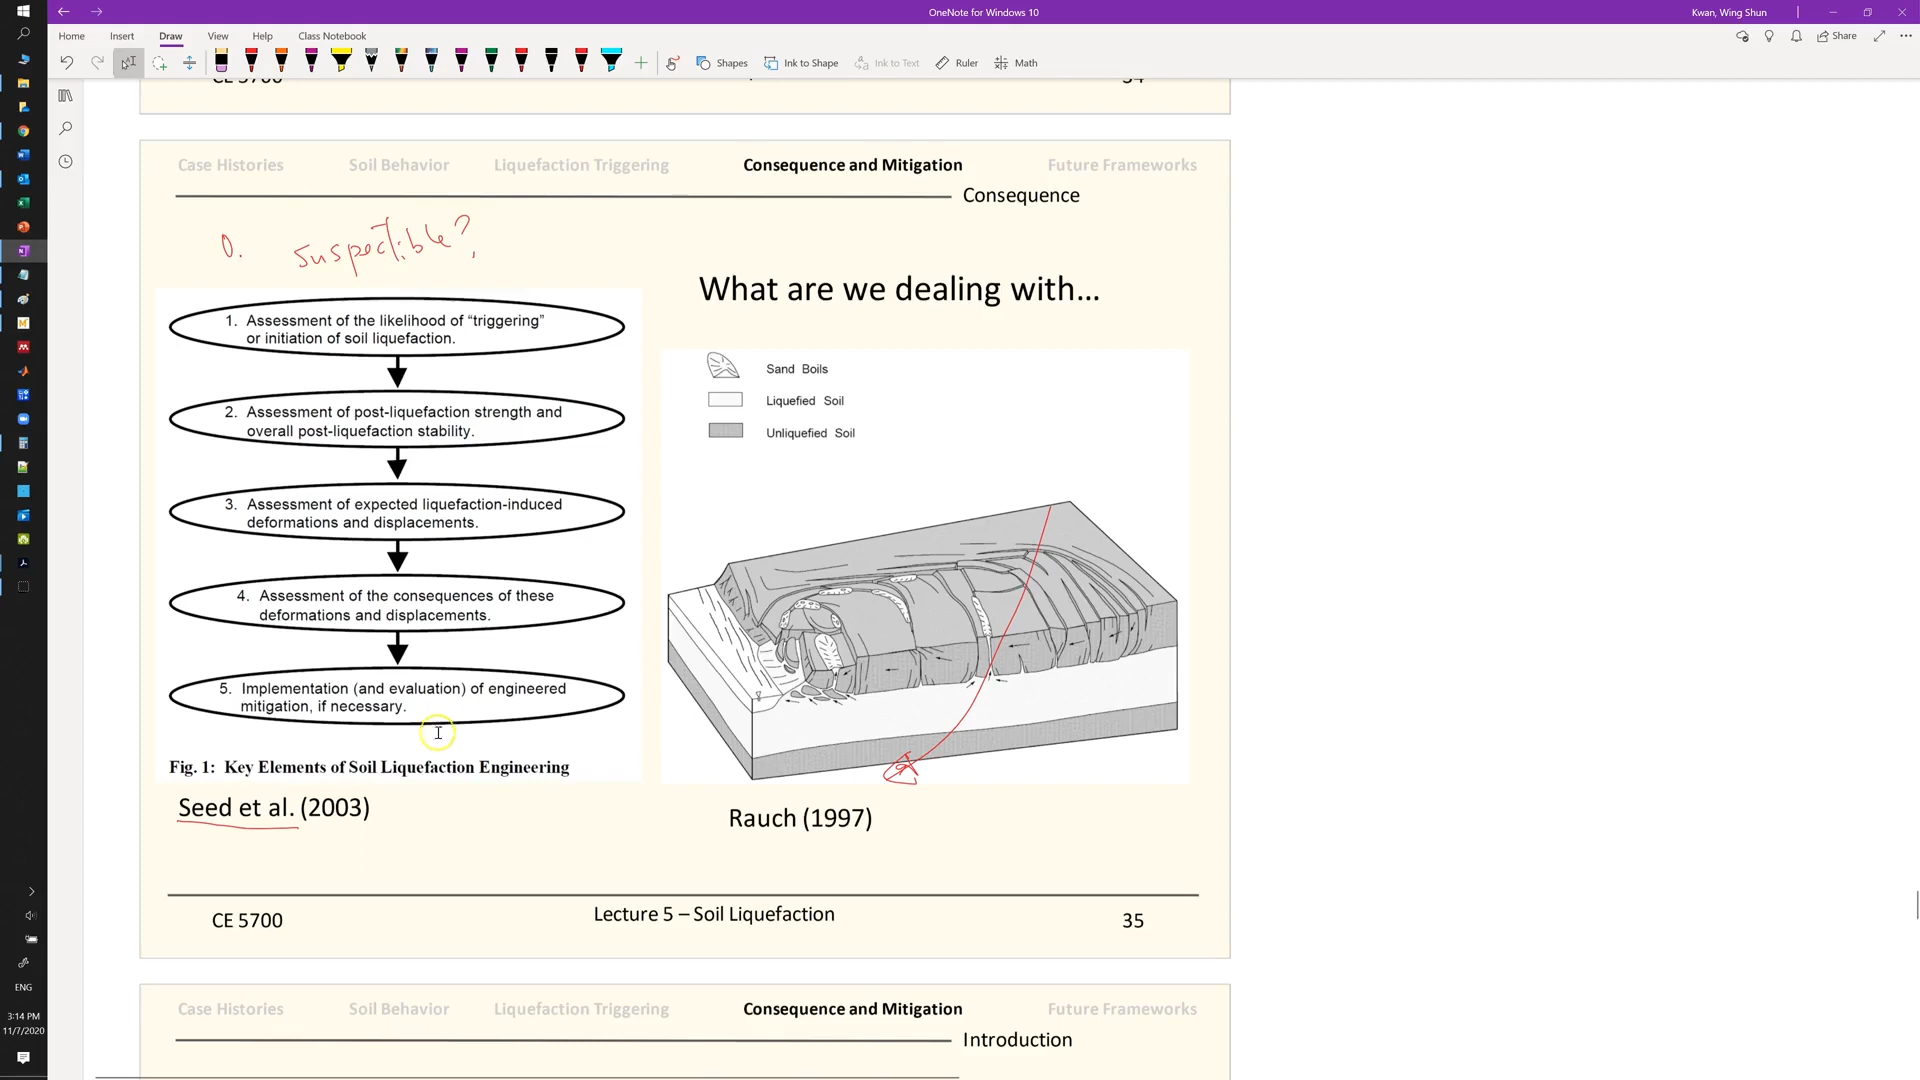 OneNote for Windows 10
Kwan, Wing Shun
Home Insert Draw View Help Class Notebook
Share
Shapes Ink to Shape Ink to Text Ruler Math
CE 5700 34
Case Histories Soil Behavior Liquefaction Triggering Consequence and Mitigation Future Frameworks
Consequence
0. suspectible?
What are we dealing with...
1. Assessment of the likelihood of “triggering”
or initiation of soil liquefaction.
2. Assessment of post-liquefaction strength and
overall post-liquefaction stability.
3. Assessment of expected liquefaction-induced
deformations and displacements.
4. Assessment of the consequences of these
deformations and displacements.
5. Implementation (and evaluation) of engineered
mitigation, if necessary.
Fig. 1: Key Elements of Soil Liquefaction Engineering
Seed et al. (2003)
Sand Boils
Liquefied Soil
Unliquefied Soil
Rauch (1997)
CE 5700
Lecture 5 – Soil Liquefaction
35
Case Histories Soil Behavior Liquefaction Triggering Consequence and Mitigation Future Frameworks
Introduction
ENG
3:14 PM
11/7/2020